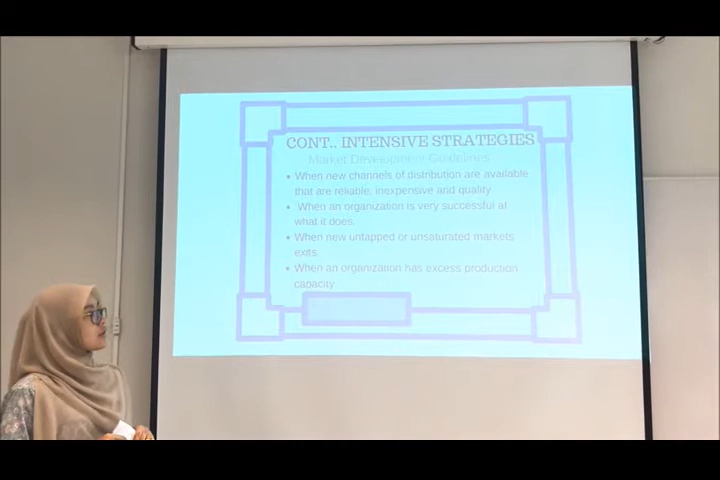 CONT.. INTENSIVE STRATEGIES
Market Development Guidelines
• When new channels of distribution are available
that are reliable, inexpensive and quality
• When an organization is very successful at
what it does.
• When new untapped or unsaturated markets
exits.
• When an organization has excess production
capacity